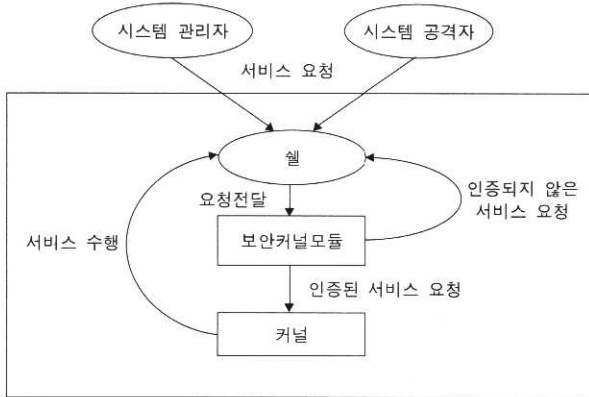 시스템 관리자
시스템 공격자
서비스 요청
쉘
요청전달
인증되지 않은
서비스 요청
서비스 수행
보안커널모듈
인증된 서비스 요청
커널